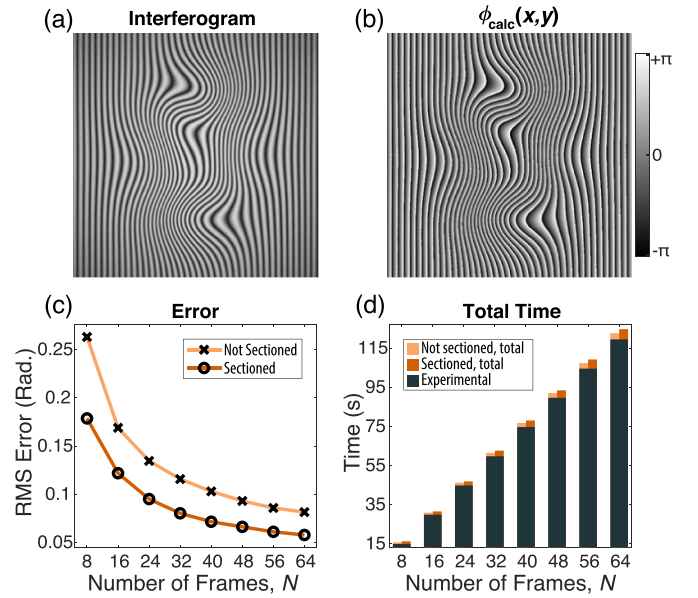 (a)
Interferogram
(b)
ϕcalc(x,y)
+π
0
-π
(c)
Error
RMS Error (Rad.)
0.25
0.2
0.15
0.1
0.05
Not Sectioned
Sectioned
8 16 24 32 40 48 56 64
Number of Frames, N
(d)
Total Time
Time (s)
115
95
75
55
35
15
Not sectioned, total
Sectioned, total
Experimental
8 16 24 32 40 48 56 64
Number of Frames, N